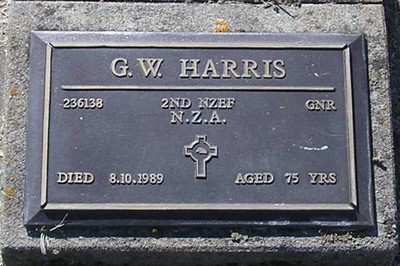 G.W. HARRIS
236138 2ND NZEF GNR
N.Z.A.
DIED 8.10.1989 AGED 75 YRS